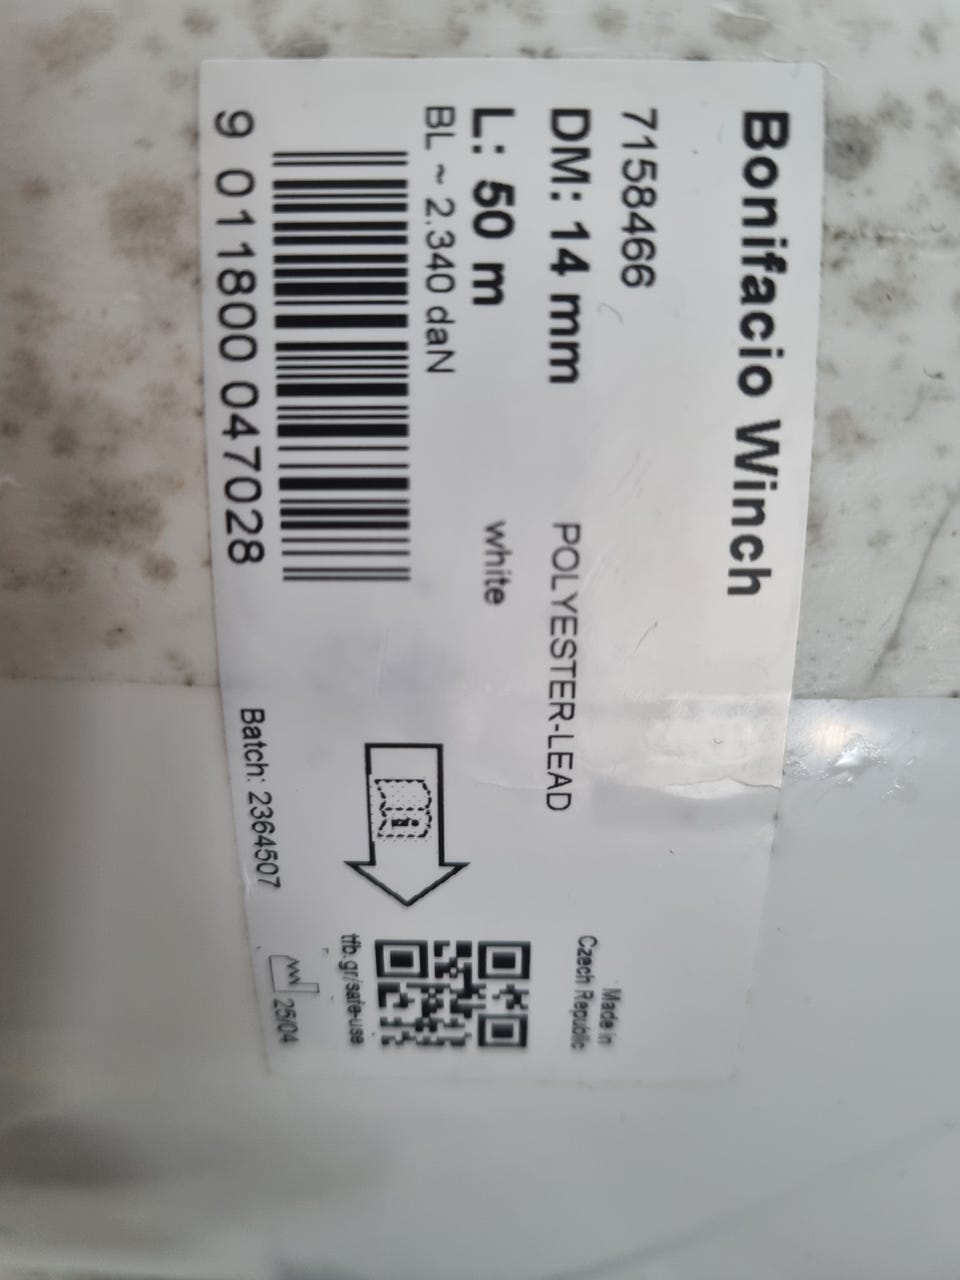 Bonifacio Winch
7158466
Made in
Czech Republic
DM: 14 mm
POLYESTER-LEAD
L: 50 m
white
BL ~ 2.340 daN
9 011800 047028
tfb.gr/safe-use
Batch: 2364507
25/04